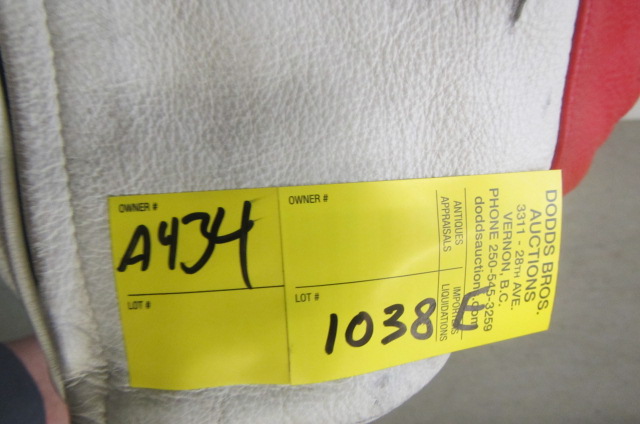 OWNER #
A434
LOT #
OWNER #
LOT #
1038 E
ANTIQUES
APPRAISALS
IMPORTERS
LIQUIDATIONS
DODDS BROS.
AUCTIONS
3311 - 28TH AVE.
VERNON, B.C.
PHONE 250-545-3259
doddsauction.com